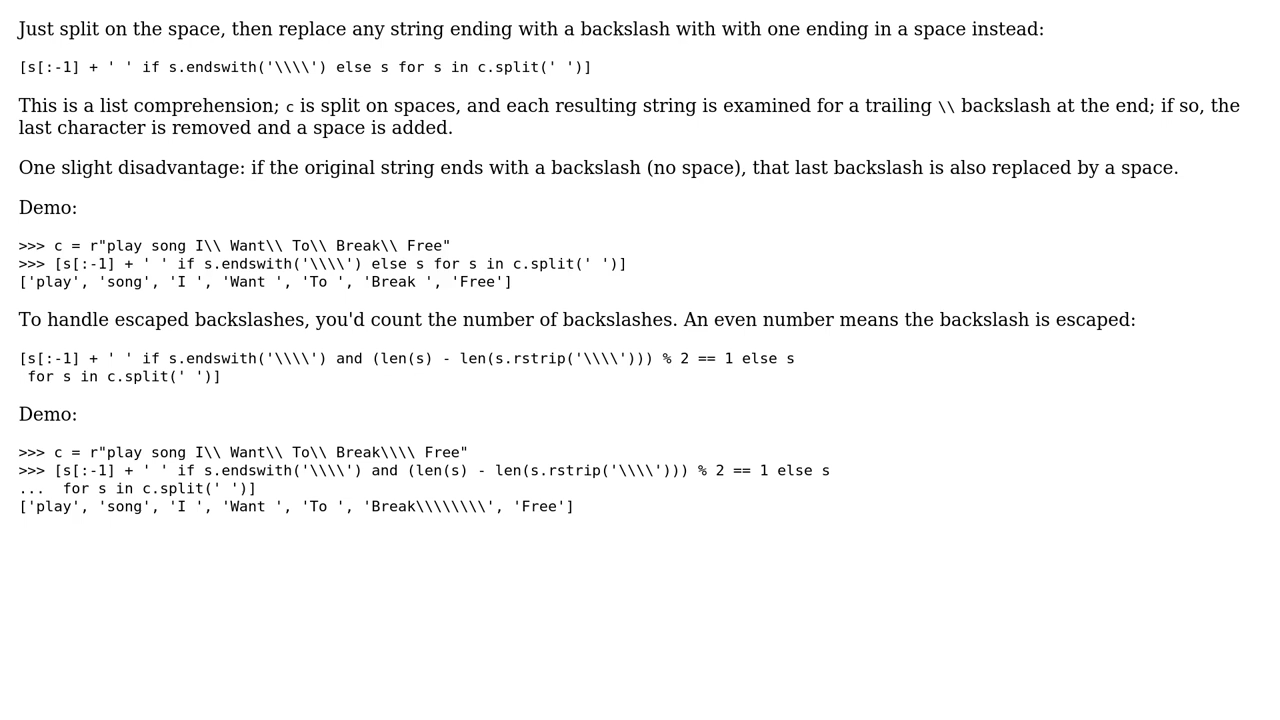 Just split on the space, then replace any string ending with a backslash with with one ending in a space instead:
[s[:-1] + ' ' if s.endswith('\\\\') else s for s in c.split(' ')]
This is a list comprehension; c is split on spaces, and each resulting string is examined for a trailing \\ backslash at the end; if so, the
last character is removed and a space is added.
One slight disadvantage: if the original string ends with a backslash (no space), that last backslash is also replaced by a space.
Demo:
>>> c = r"play song I\\ Want\\ To\\ Break\\ Free"
>>> [s[:-1] + ' ' if s.endswith('\\\\') else s for s in c.split(' ')]
['play', 'song', 'I ', 'Want ', 'To ', 'Break ', 'Free']
To handle escaped backslashes, you'd count the number of backslashes. An even number means the backslash is escaped:
[s[:-1] + ' ' if s.endswith('\\\\') and (len(s) - len(s.rstrip('\\\\'))) % 2 == 1 else s
 for s in c.split(' ')]
Demo:
>>> c = r"play song I\\ Want\\ To\\ Break\\\\ Free"
>>> [s[:-1] + ' ' if s.endswith('\\\\') and (len(s) - len(s.rstrip('\\\\'))) % 2 == 1 else s
...  for s in c.split(' ')]
['play', 'song', 'I ', 'Want ', 'To ', 'Break\\\\\\\\', 'Free']